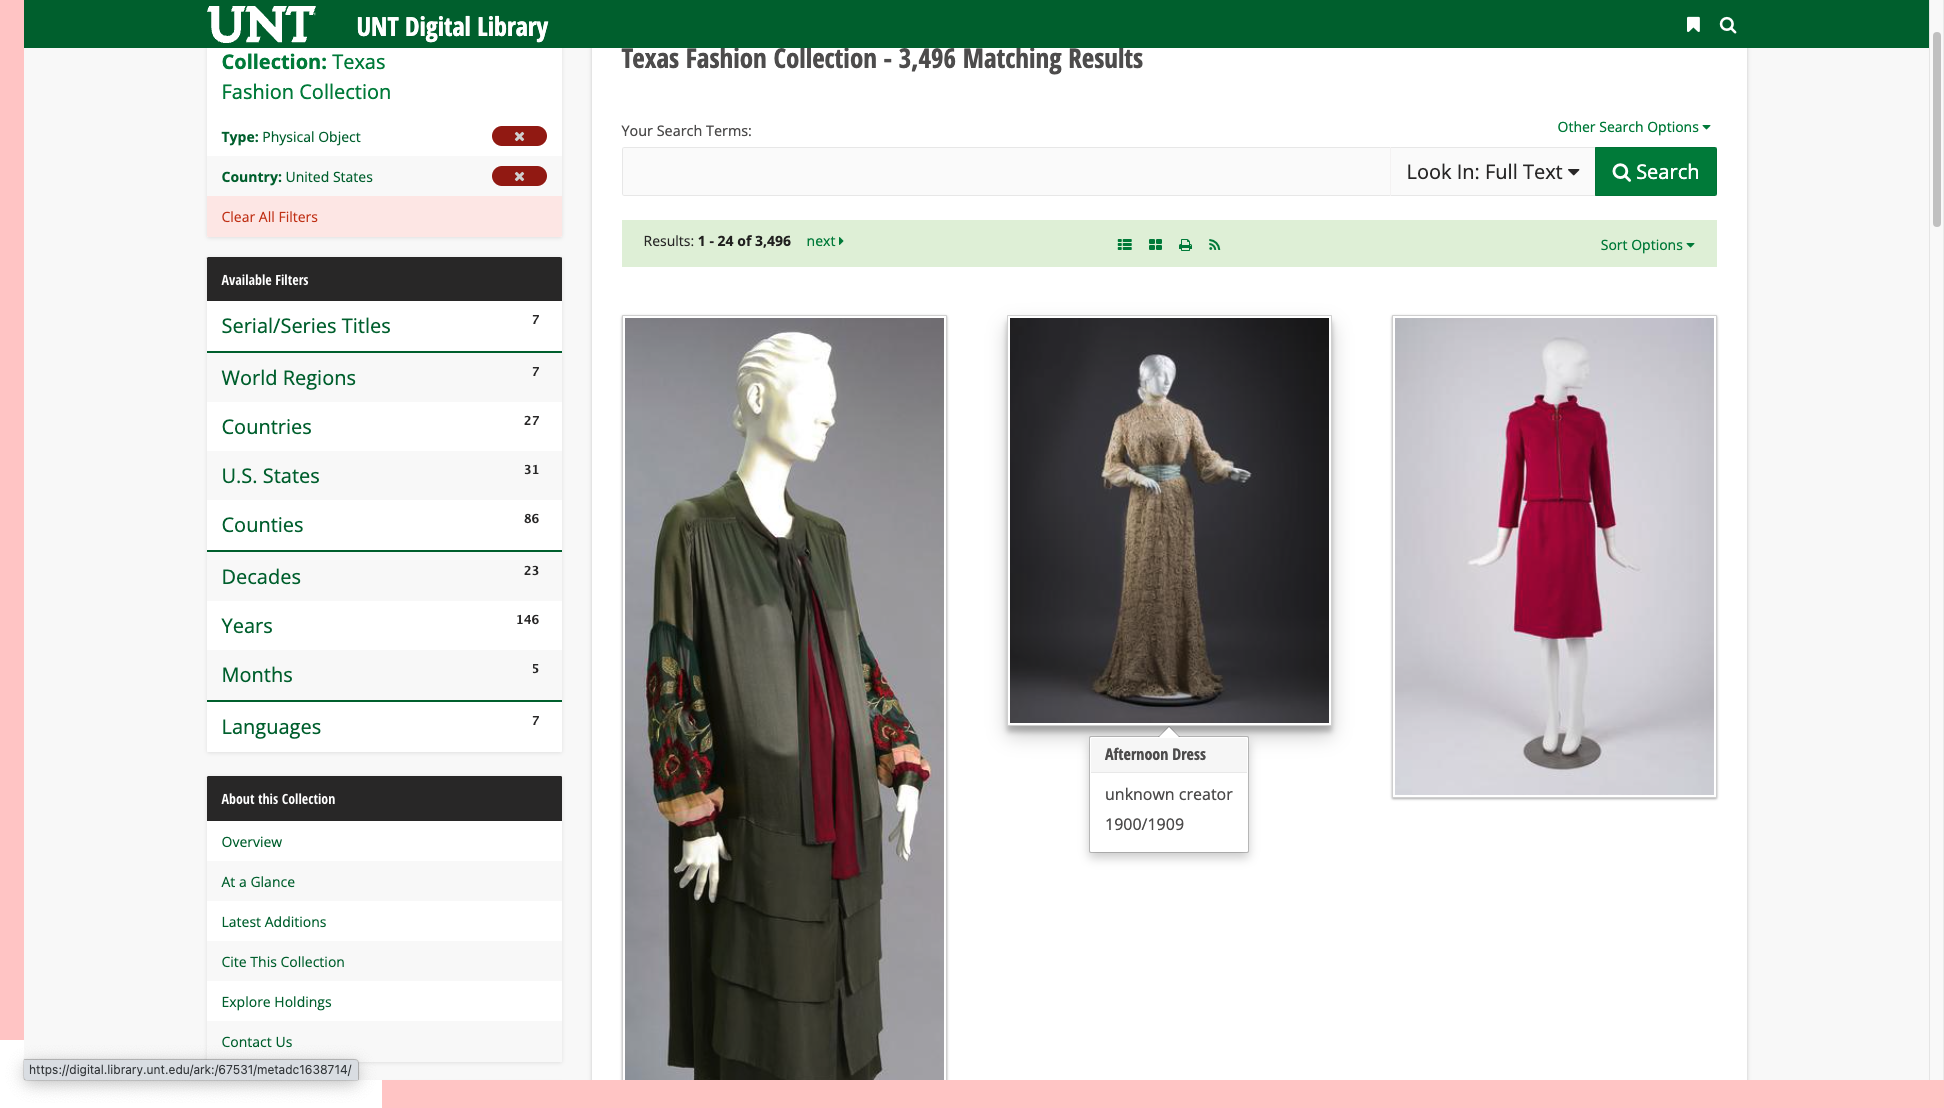 UNT
UNT Digital Library
Collection: Texas
Fashion Collection
Type: Physical Object
Country: United States
Clear All Filters
Available Filters
Serial/Series Titles 7
World Regions 7
Countries 27
U.S. States 31
Counties 86
Decades 23
Years 146
Months 5
Languages 7
About this Collection
Overview
At a Glance
Latest Additions
Cite This Collection
Explore Holdings
Contact Us
https://digital.library.unt.edu/ark:/67531/metadc1638714/
Texas Fashion Collection - 3,496 Matching Results
Your Search Terms:
Other Search Options
Look In: Full Text
Search
Results: 1 - 24 of 3,496 next
Sort Options
Afternoon Dress
unknown creator
1900/1909